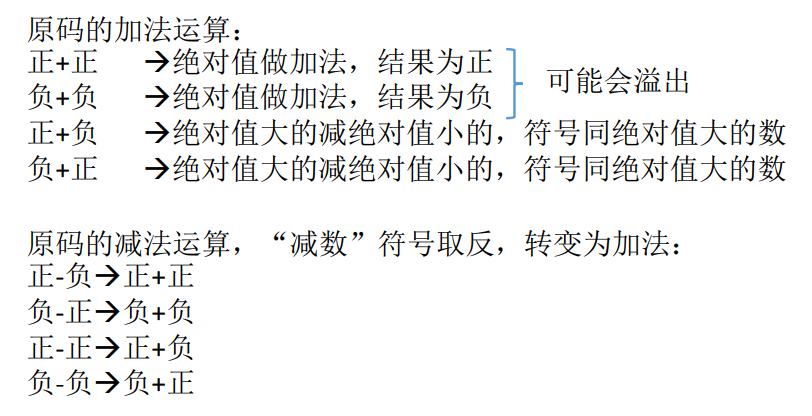 原码的加法运算：
正+正 →绝对值做加法，结果为正
负+负 →绝对值做加法，结果为负
可能会溢出
正+负 →绝对值大的减绝对值小的，符号同绝对值大的数
负+正 →绝对值大的减绝对值小的，符号同绝对值大的数
原码的减法运算，“减数”符号取反，转变为加法：
正-负→正+正
负-正→负+负
正-正→正+负
负-负→负+正